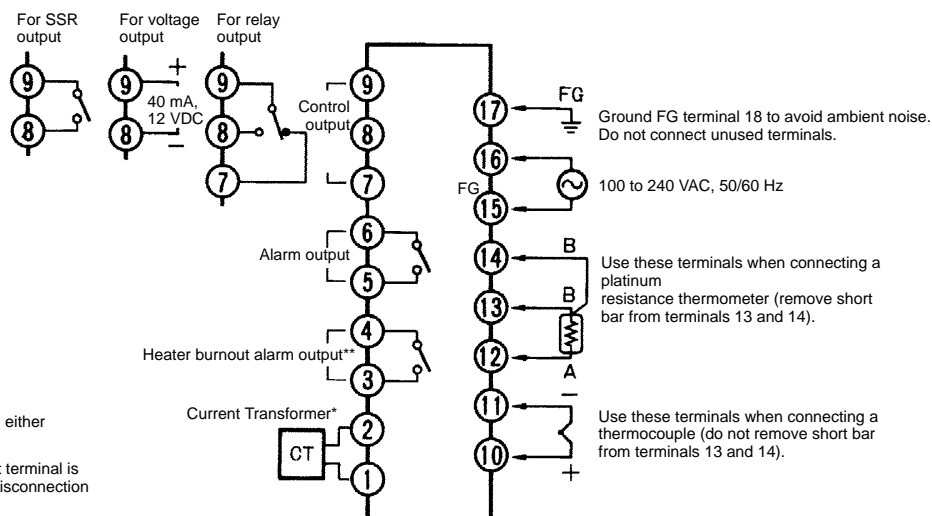 For SSR
output
For voltage
output
For relay
output
9
8
9
8
+
40 mA,
12 VDC
−
9
8
7
9
8
7
Control
output
6
5
Alarm output
4
3
Heater burnout alarm output**
Current Transformer*
CT
2
1
either
t terminal is
isconnection
17
FG
Ground FG terminal 18 to avoid ambient noise.
Do not connect unused terminals.
16
FG
15
100 to 240 VAC, 50/60 Hz
14
B
13
B
12
A
Use these terminals when connecting a
platinum
resistance thermometer (remove short
bar from terminals 13 and 14).
11
−
10
+
Use these terminals when connecting a
thermocouple (do not remove short bar
from terminals 13 and 14).